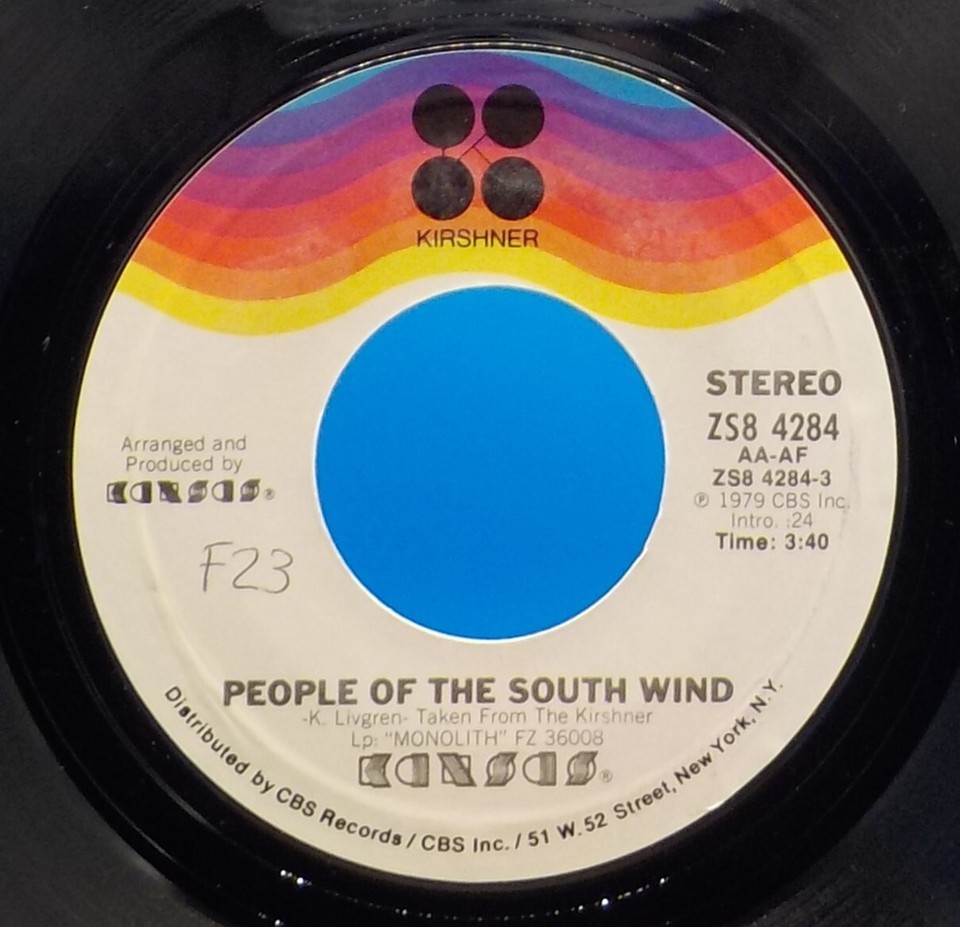 KIRSHNER
STEREO
ZS8 4284
AA-AF
ZS8 4284-3
℗ 1979 CBS Inc.
Intro. :24
Time: 3:40
Arranged and
Produced by
KANSAS®
F23
PEOPLE OF THE SOUTH WIND
-K. Livgren- Taken From The Kirshner
Lp: "MONOLITH" FZ 36008
KANSAS®
Distributed by CBS Records / CBS Inc. / 51 W. 52 Street, New York, N.Y.